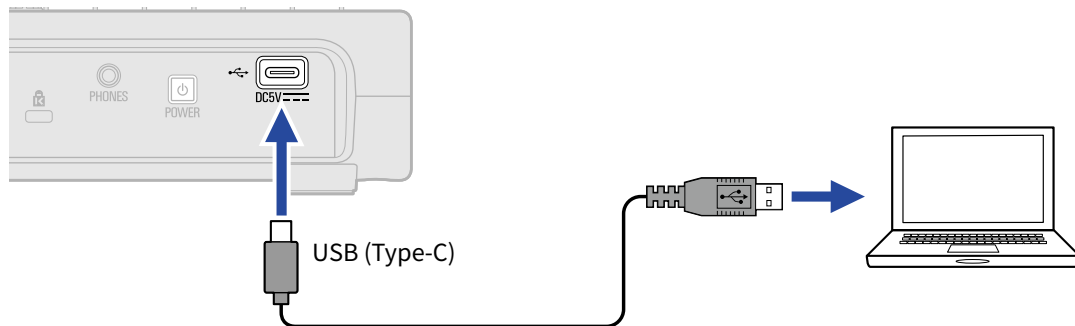 PHONES
POWER
DC5V
USB (Type-C)
K